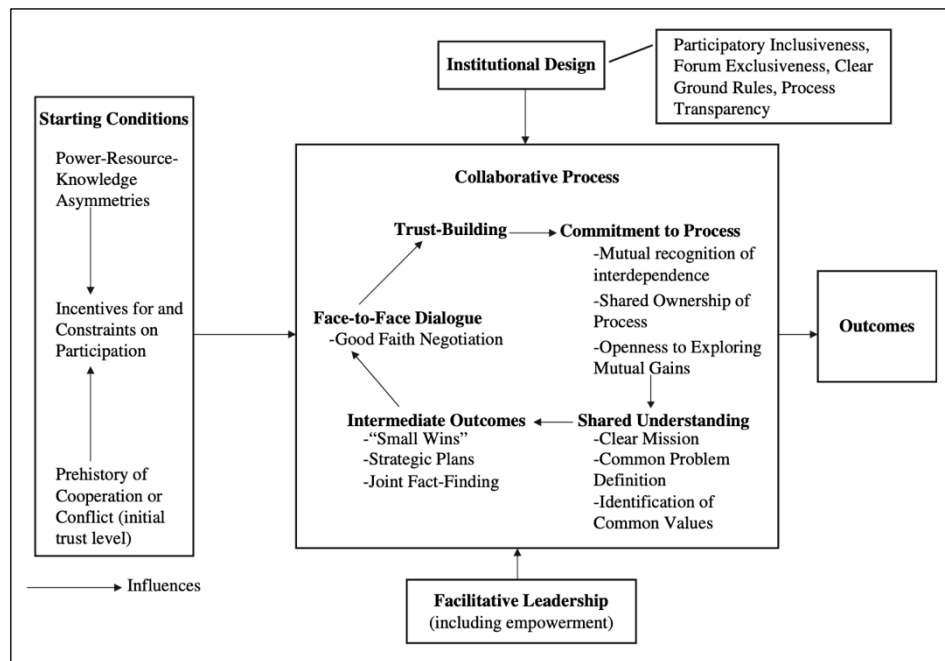 Institutional Design
Participatory Inclusiveness,
Forum Exclusiveness, Clear
Ground Rules, Process
Transparency
Starting Conditions
Power-Resource-
Knowledge
Asymmetries
Incentives for and
Constraints on
Participation
Prehistory of
Cooperation or
Conflict (initial
trust level)
Influences
Collaborative Process
Trust-Building
Commitment to Process
-Mutual recognition of
interdependence
-Shared Ownership of
Process
-Openness to Exploring
Mutual Gains
Face-to-Face Dialogue
-Good Faith Negotiation
Intermediate Outcomes
-“Small Wins”
-Strategic Plans
-Joint Fact-Finding
Shared Understanding
-Clear Mission
-Common Problem
Definition
-Identification of
Common Values
Outcomes
Facilitative Leadership
(including empowerment)